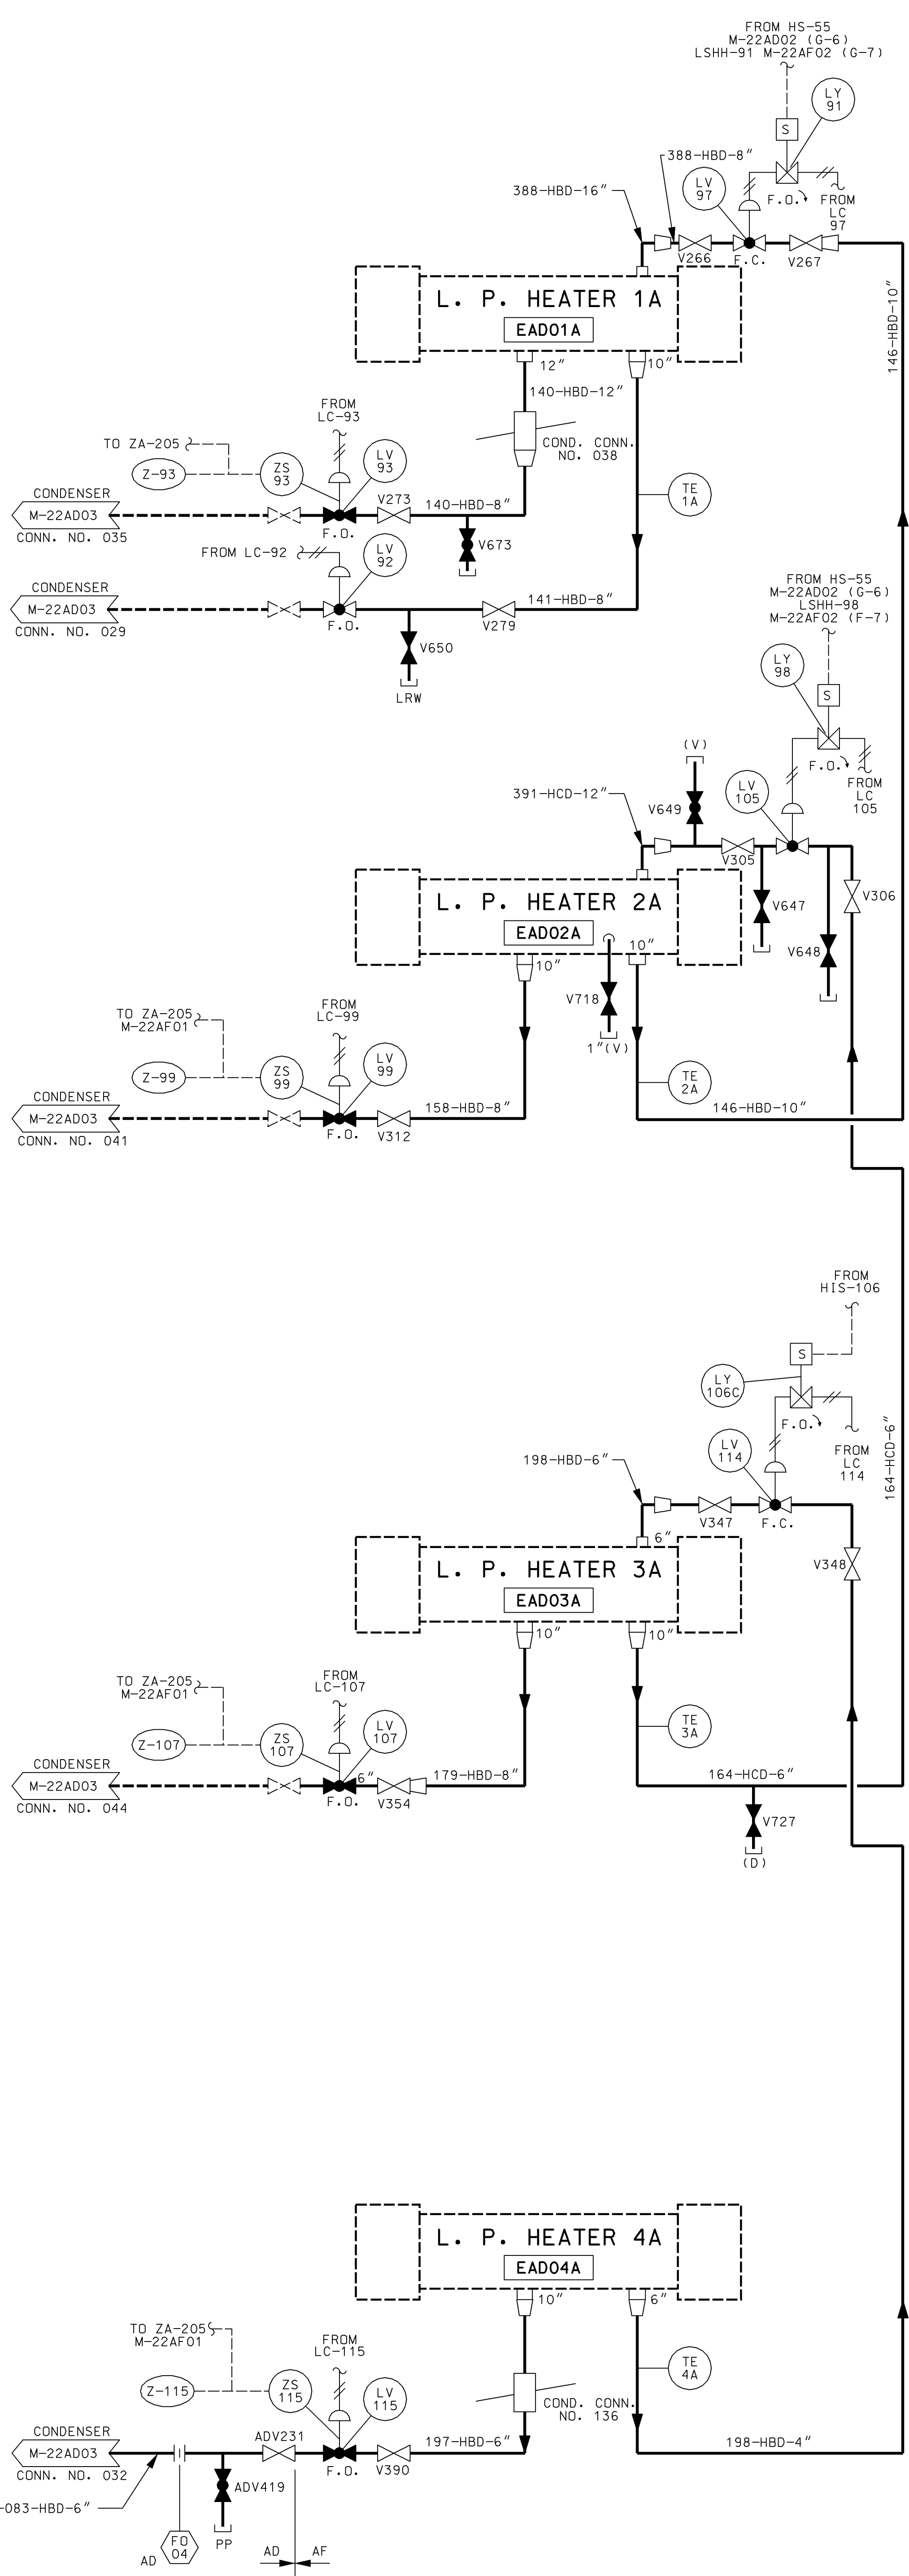 FROM HS-55
M-22AD02 (G-6)
LSHH-91 M-22AF02 (G-7)
LY
91
S
388-HBD-8"
LV
97
388-HBD-16"
F.O.
FROM
LC
97
V266
F.C.
V267
146-HBD-10"
L. P. HEATER 1A
EAD01A
12"
10"
140-HBD-12"
FROM
LC-93
COND. CONN.
NO. 038
TO ZA-205
Z-93
ZS
93
LV
93
TE
1A
CONDENSER
M-22AD03
CONN. NO. 035
V273
140-HBD-8"
F.O.
V673
FROM LC-92
LV
92
CONDENSER
M-22AD03
CONN. NO. 029
F.O.
V279
141-HBD-8"
V650
LRW
FROM HS-55
M-22AD02 (G-6)
LSHH-98
M-22AF02 (F-7)
LY
98
S
F.O.
FROM
LC
105
(V)
LV
105
391-HCD-12"
V649
V305
V306
V647
V648
L. P. HEATER 2A
EAD02A
10"
10"
V718
1"(V)
TO ZA-205
M-22AF01
FROM
LC-99
Z-99
ZS
99
LV
99
TE
2A
CONDENSER
M-22AD03
CONN. NO. 041
F.O.
V312
158-HBD-8"
146-HBD-10"
FROM
HIS-106
S
LY
106C
F.O.
FROM
LC
114
LV
114
198-HBD-6"
V347
F.C.
V348
164-HCD-6"
6"
L. P. HEATER 3A
EAD03A
10"
10"
TO ZA-205
M-22AF01
FROM
LC-107
Z-107
ZS
107
LV
107
TE
3A
CONDENSER
M-22AD03
CONN. NO. 044
F.O.
6"
V354
179-HBD-8"
164-HCD-6"
V727
(D)
L. P. HEATER 4A
EAD04A
10"
6"
TO ZA-205
M-22AF01
FROM
LC-115
Z-115
ZS
115
LV
115
TE
4A
COND. CONN.
NO. 136
CONDENSER
M-22AD03
CONN. NO. 032
ADV231
F.O.
V390
197-HBD-6"
198-HBD-4"
-083-HBD-6"
ADV419
PP
FO
04
AD
AD
AF